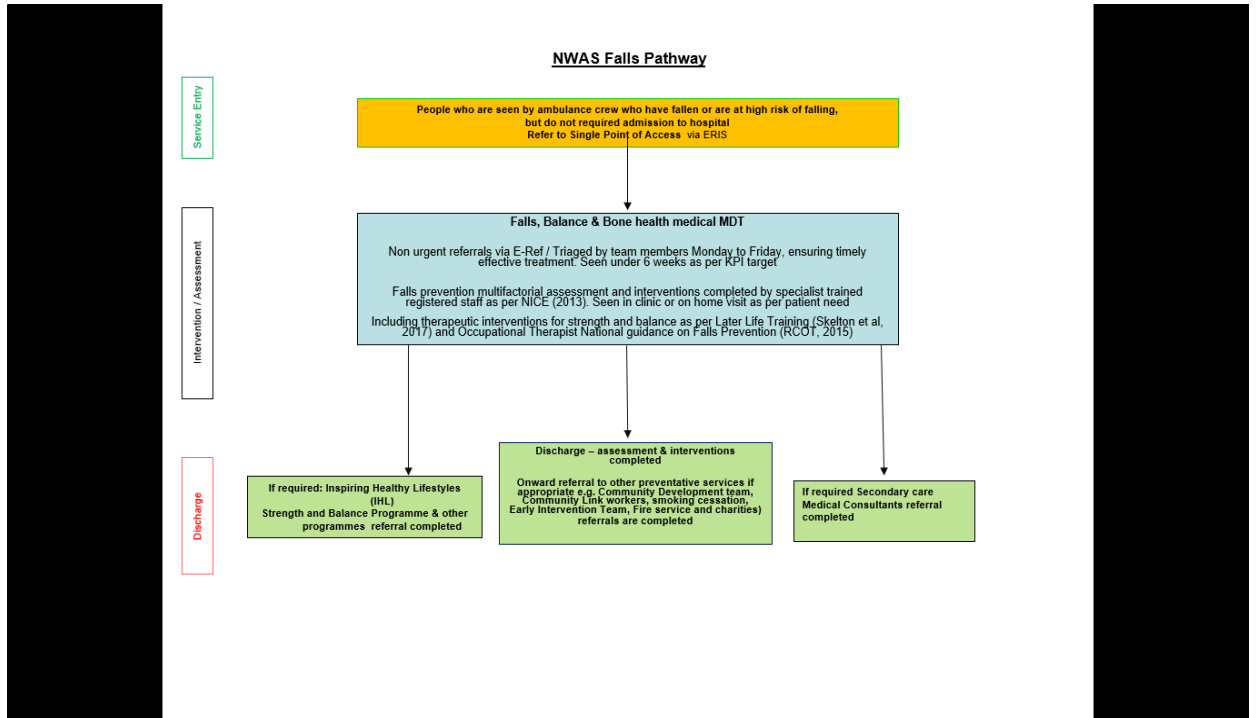 NWAS Falls Pathway
Service Entry
People who are seen by ambulance crew who have fallen or are at high risk of falling,
but do not required admission to hospital
Refer to Single Point of Access via ERIS
Intervention / Assessment
Falls, Balance & Bone health medical MDT
Non urgent referrals via E-Ref / Triaged by team members Monday to Friday, ensuring timely
effective treatment. Seen under 6 weeks as per KPI target
Falls prevention multifactorial assessment and interventions completed by specialist trained
registered staff as per NICE (2013). Seen in clinic or on home visit as per patient need
Including therapeutic interventions for strength and balance as per Later Life Training (Skelton et al,
2017) and Occupational Therapist National guidance on Falls Prevention (RCOT, 2015)
Discharge
If required: Inspiring Healthy Lifestyles
(IHL)
Strength and Balance Programme & other
programmes referral completed
Discharge – assessment & interventions
completed
Onward referral to other preventative services if
appropriate e.g. Community Development team,
Community Link workers, smoking cessation,
Early Intervention Team, Fire service and charities)
referrals are completed
If required Secondary care
Medical Consultants referral
completed